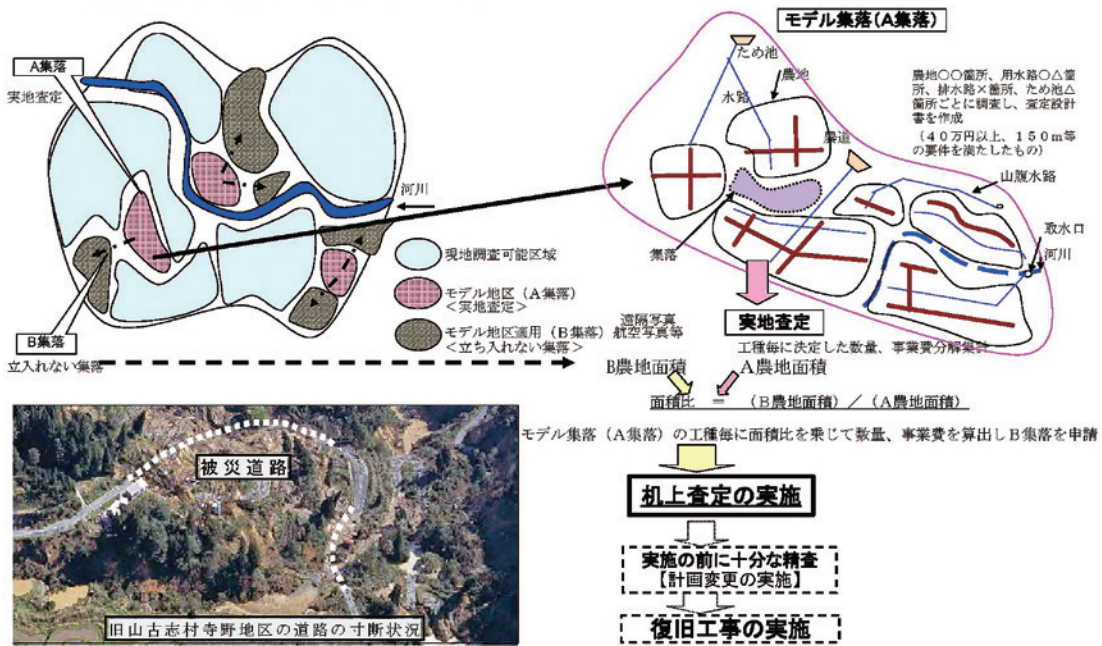 A集落
実地査定
B集落
立入れない集落
河川
現地調査可能区域
モデル地区(A集落)
<実地査定>
モデル地区適用(B集落)
<立ち入れない集落>
遠隔写真
航空写真等
被災道路
旧山古志村寺野地区の道路の寸断状況
モデル集落(A集落)
ため池
農地
水路
農道
集落
山腹水路
取水口
河川
農地○○箇所、用水路○△箇
所、排水路×箇所、ため池△
箇所ごとに調査し、査定設計
書を作成
(40万円以上、150m等
の要件を満たしたもの)
実地査定
工種毎に決定した数量、事業費分解集計
B農地面積
A農地面積
面積比 = (B農地面積)/(A農地面積)
モデル集落(A集落)の工種毎に面積比を乗じて数量、事業費を算出しB集落を申請
机上査定の実施
実施の前に十分な精査
【計画変更の実施】
復旧工事の実施